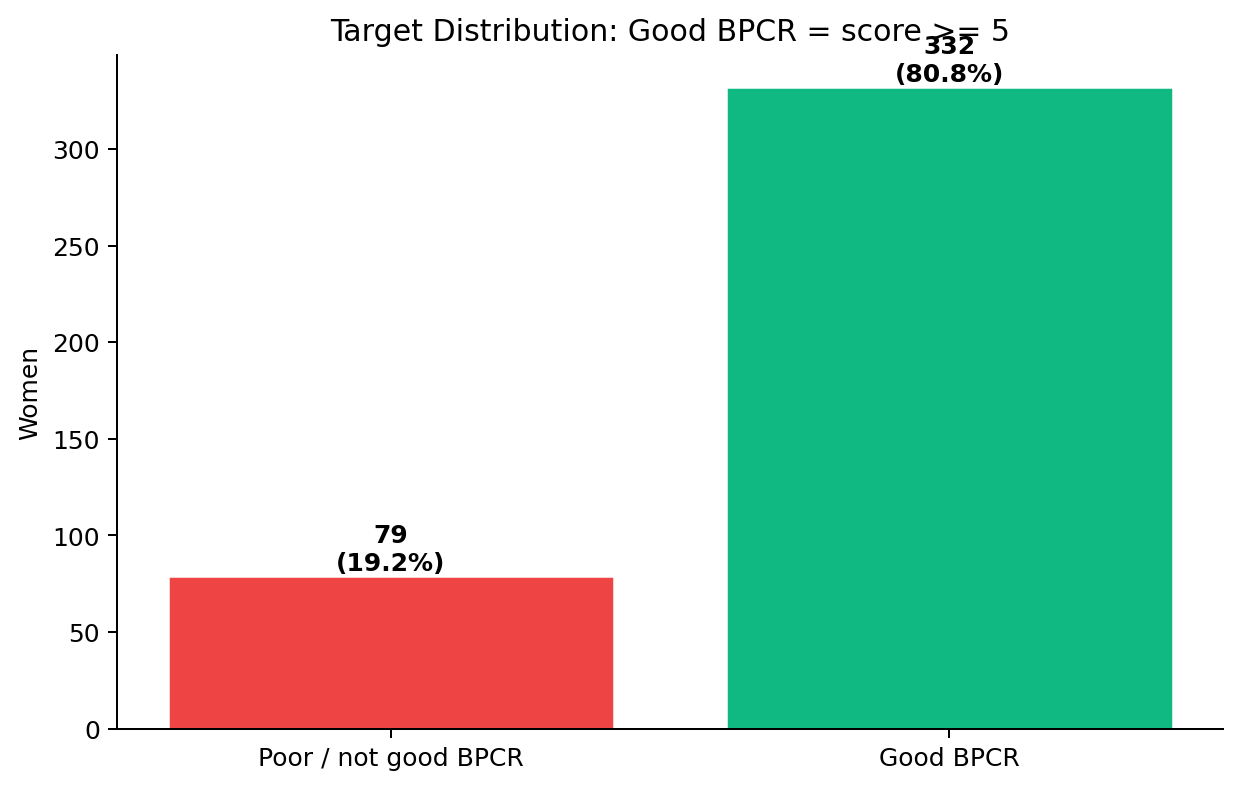 Target Distribution: Good BPCR = score >= 5
332
(80.8%)
300
250
200
150
100
50
0
Women
79
(19.2%)
Poor / not good BPCR
Good BPCR